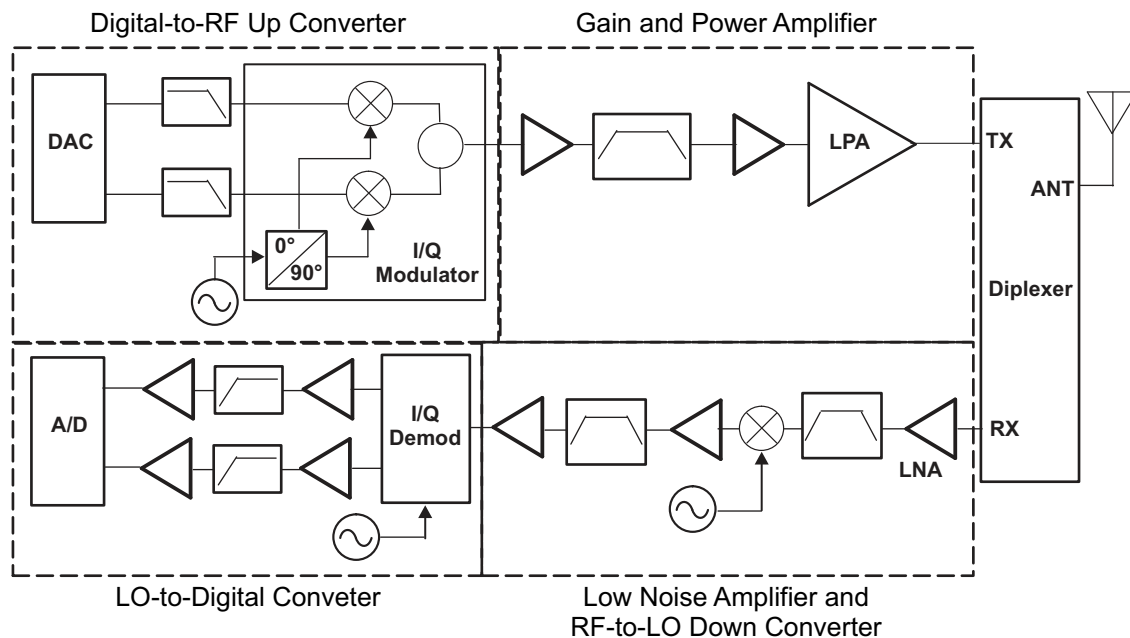 Digital-to-RF Up Converter
Gain and Power Amplifier
DAC
LPA
TX
ANT
0°
90°
I/Q
Modulator
Diplexer
A/D
I/Q
Demod
LNA
RX
LO-to-Digital Conveter
Low Noise Amplifier and
RF-to-LO Down Converter